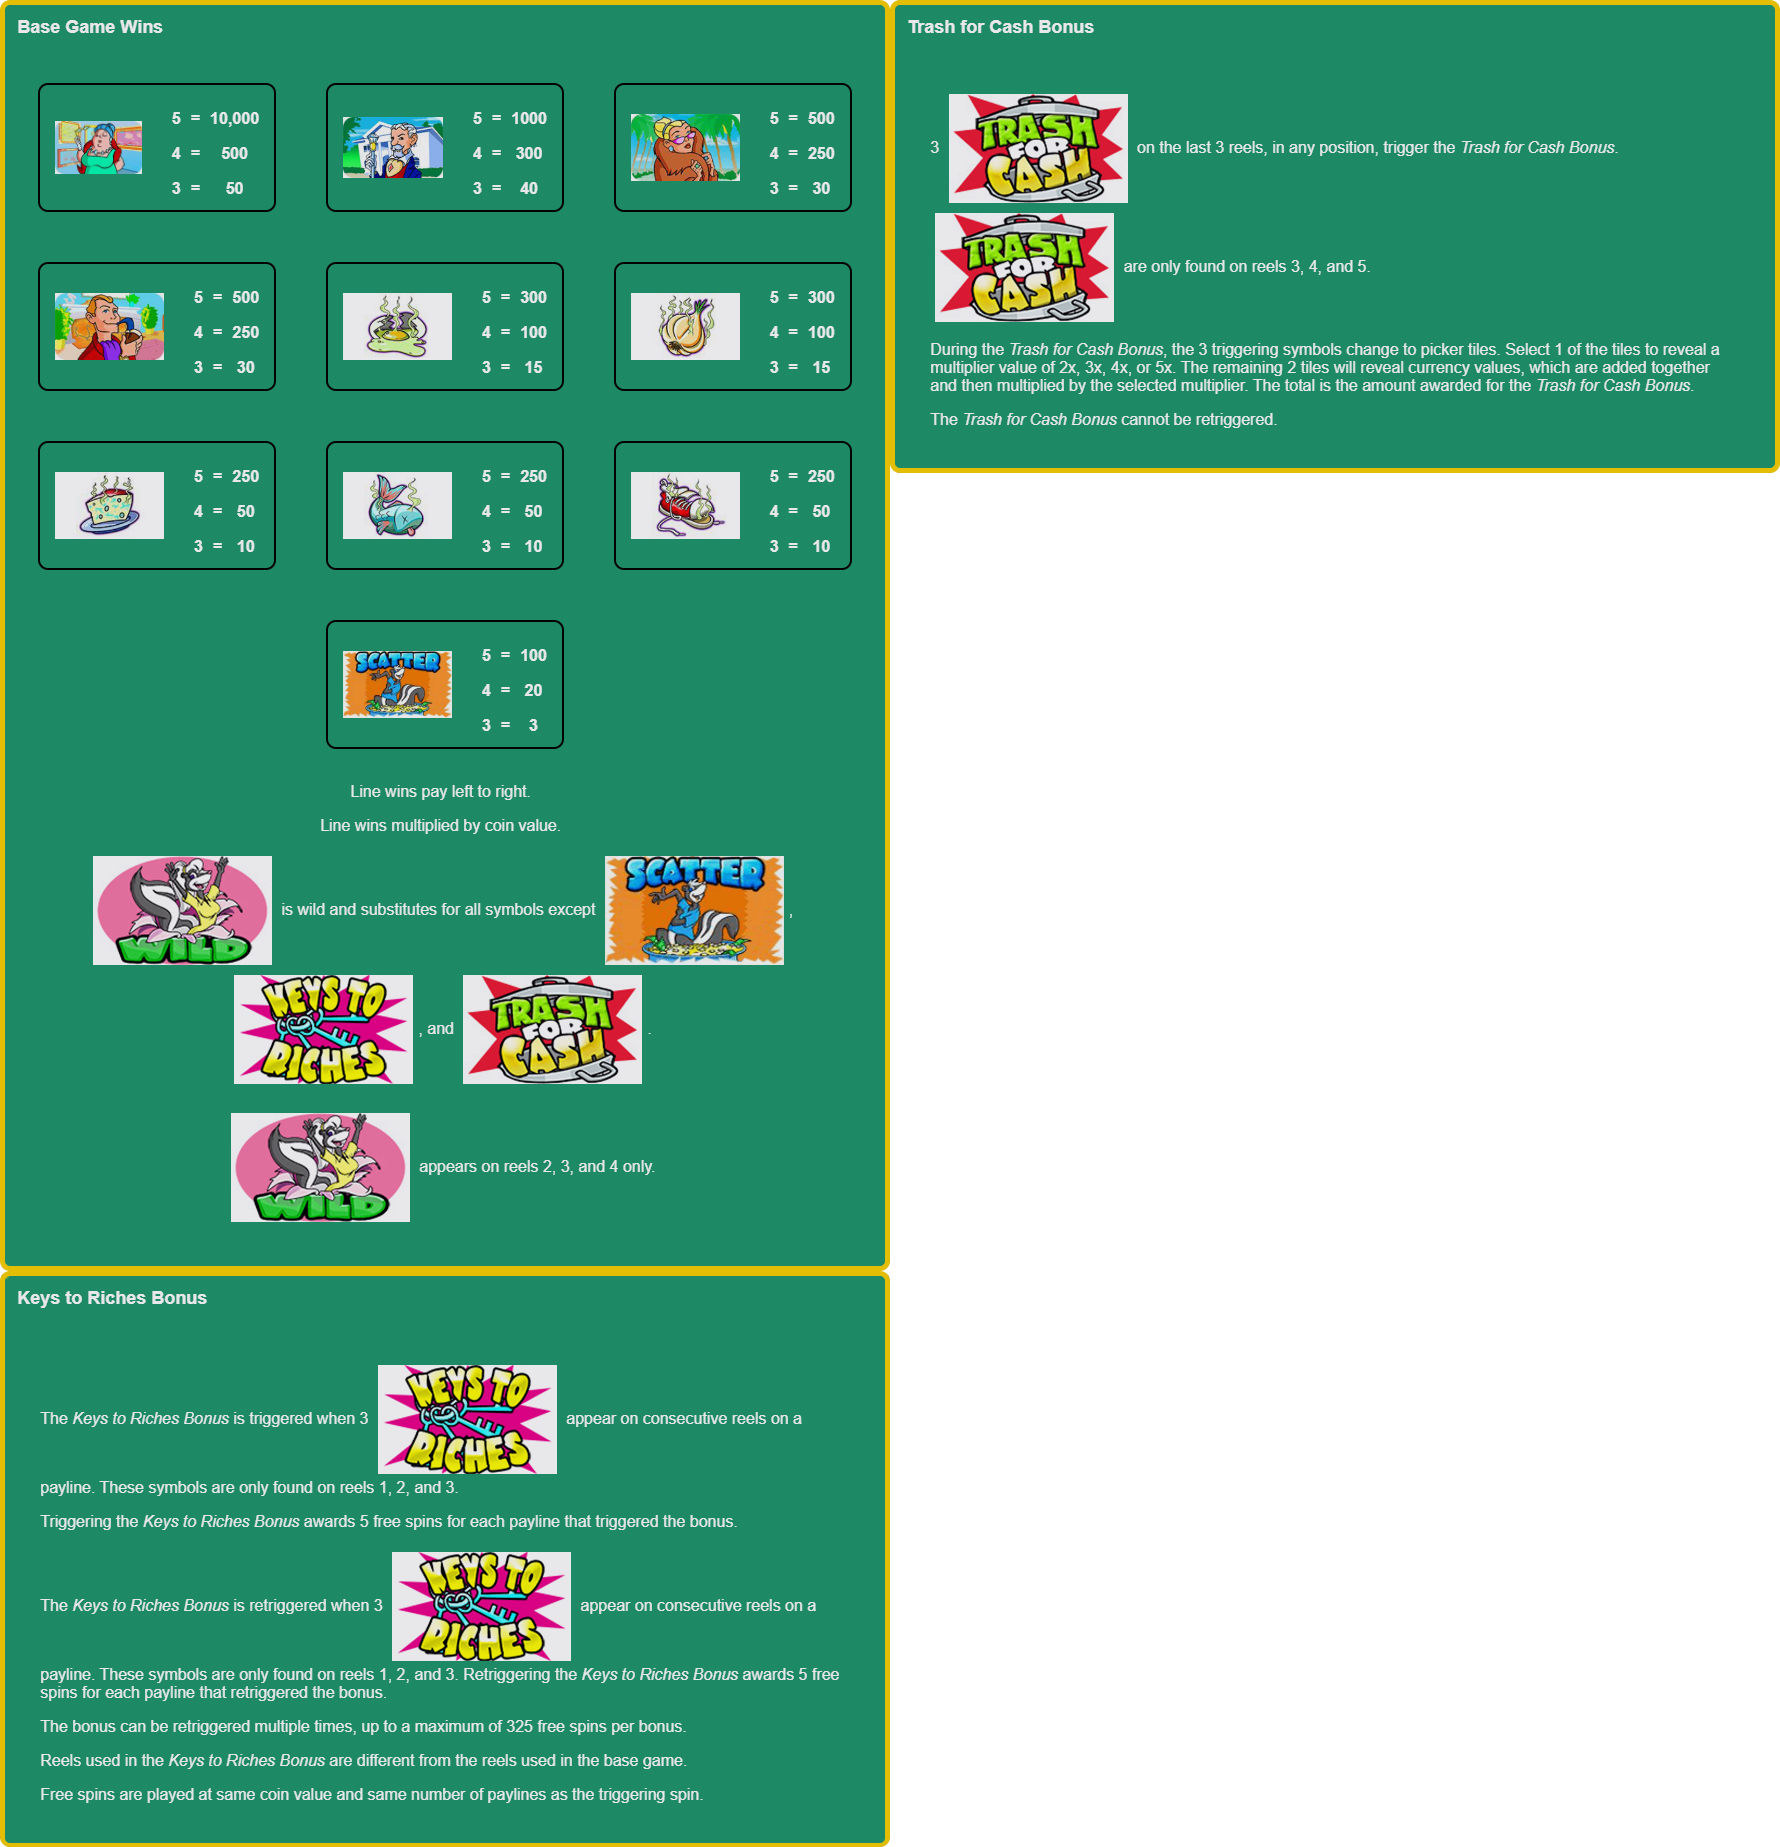 Base Game Wins
5 = 10,000
4 = 500
3 = 50
5 = 1000
4 = 300
3 = 40
5 = 500
4 = 250
3 = 30
5 = 500
4 = 250
3 = 30
5 = 300
4 = 100
3 = 15
5 = 300
4 = 100
3 = 15
5 = 250
4 = 50
3 = 10
5 = 250
4 = 50
3 = 10
5 = 250
4 = 50
3 = 10
SCATTER
5 = 100
4 = 20
3 = 3
Line wins pay left to right.
Line wins multiplied by coin value.
WILD is wild and substitutes for all symbols except SCATTER ,
KEYS TO RICHES , and TRASH FOR CASH .
WILD appears on reels 2, 3, and 4 only.
Keys to Riches Bonus
The Keys to Riches Bonus is triggered when 3 KEYS TO RICHES appear on consecutive reels on a
payline. These symbols are only found on reels 1, 2, and 3.
Triggering the Keys to Riches Bonus awards 5 free spins for each payline that triggered the bonus.
The Keys to Riches Bonus is retriggered when 3 KEYS TO RICHES appear on consecutive reels on a
payline. These symbols are only found on reels 1, 2, and 3. Retriggering the Keys to Riches Bonus awards 5 free
spins for each payline that retriggered the bonus.
The bonus can be retriggered multiple times, up to a maximum of 325 free spins per bonus.
Reels used in the Keys to Riches Bonus are different from the reels used in the base game.
Free spins are played at same coin value and same number of paylines as the triggering spin.
Trash for Cash Bonus
3 TRASH FOR CASH on the last 3 reels, in any position, trigger the Trash for Cash Bonus.
TRASH FOR CASH are only found on reels 3, 4, and 5.
During the Trash for Cash Bonus, the 3 triggering symbols change to picker tiles. Select 1 of the tiles to reveal a
multiplier value of 2x, 3x, 4x, or 5x. The remaining 2 tiles will reveal currency values, which are added together
and then multiplied by the selected multiplier. The total is the amount awarded for the Trash for Cash Bonus.
The Trash for Cash Bonus cannot be retriggered.